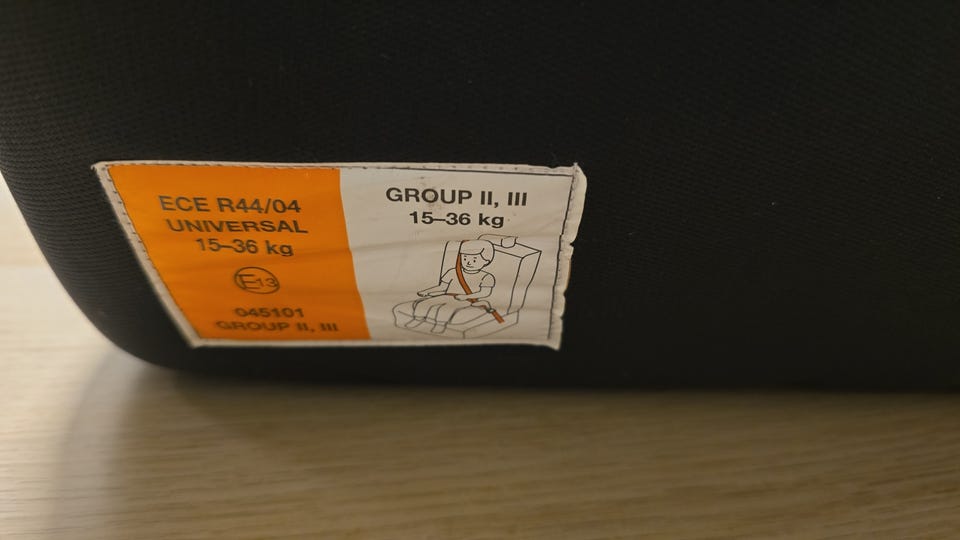 ECE R44/04
UNIVERSAL
15–36 kg
E13
045101
GROUP II, III
GROUP II, III
15–36 kg